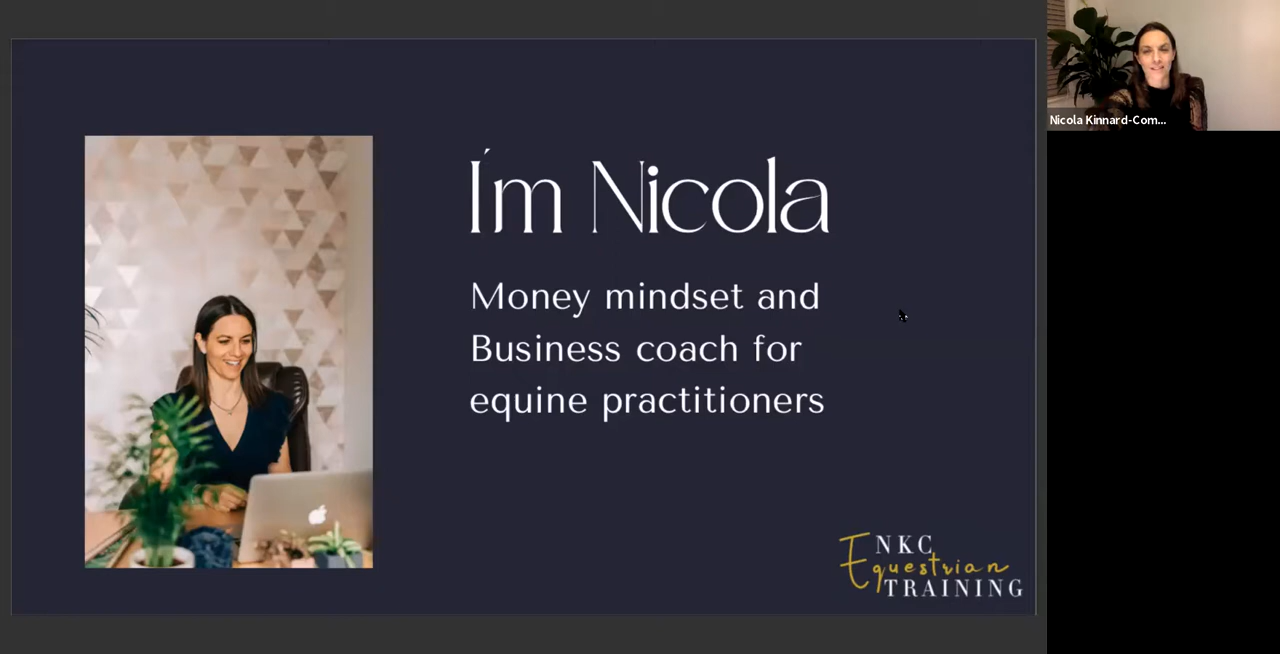 I'm Nicola
Money mindset and
Business coach for
equine practitioners
NKC
Equestrian
TRAINING
Nicola Kinnard-Com...